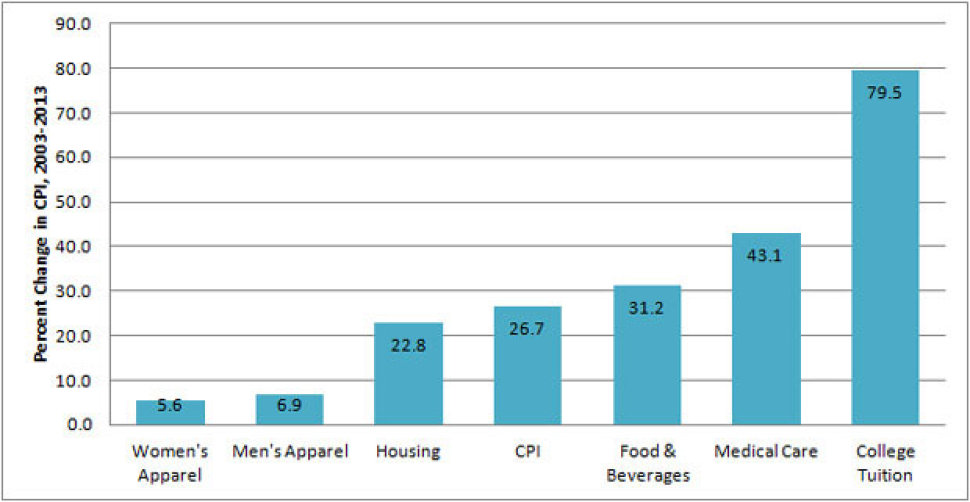 Percent Change in CPI, 2003-2013
90.0
80.0
70.0
60.0
50.0
40.0
30.0
20.0
10.0
0.0
5.6
6.9
22.8
26.7
31.2
43.1
79.5
Women's
Apparel
Men's Apparel
Housing
CPI
Food &
Beverages
Medical Care
College
Tuition